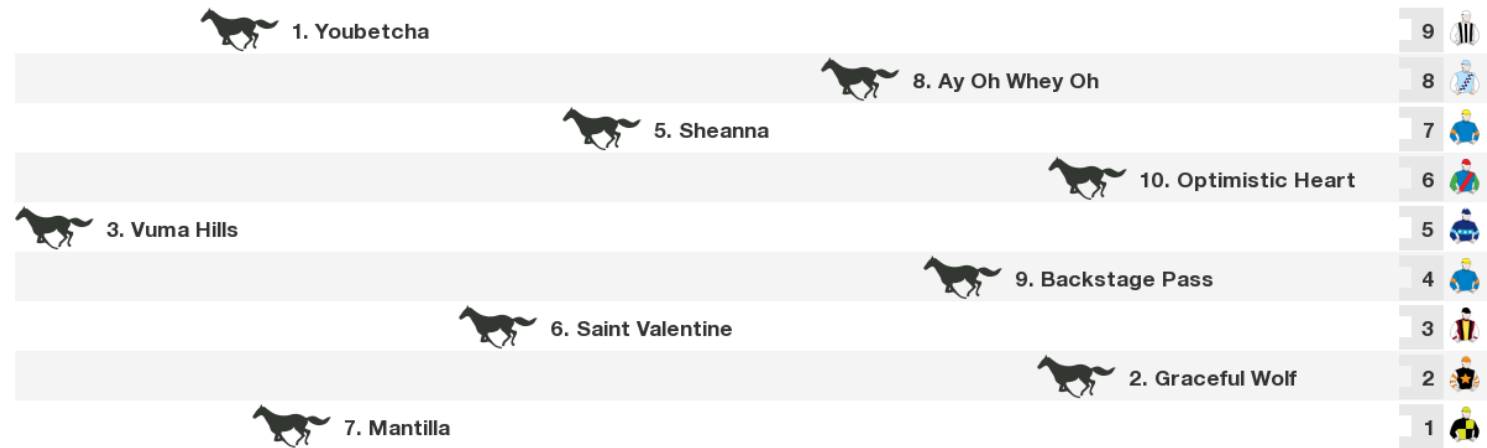 1. Youbetcha 9
8. Ay Oh Whey Oh 8
5. Sheanna 7
10. Optimistic Heart 6
3. Vuma Hills 5
9. Backstage Pass 4
6. Saint Valentine 3
2. Graceful Wolf 2
7. Mantilla 1